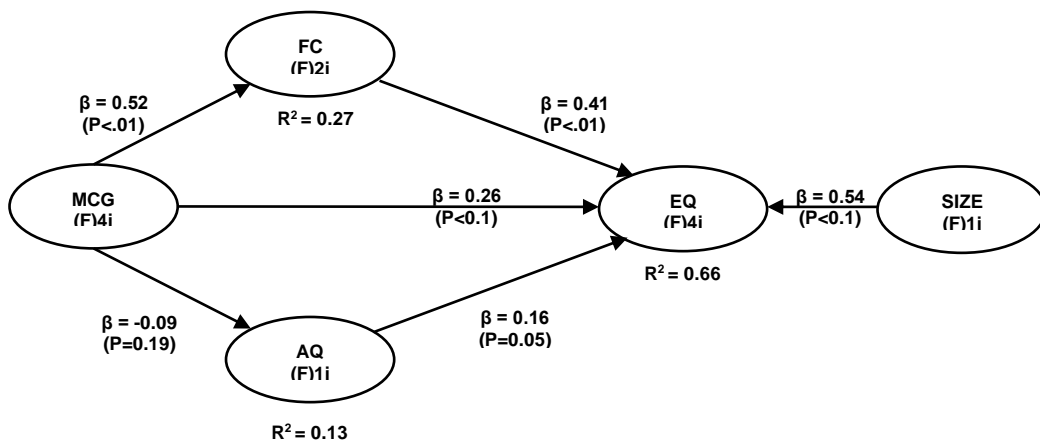 FC
(F)2i
β = 0.52
(P<.01)
R² = 0.27
β = 0.41
(P<.01)
MCG
(F)4i
β = 0.26
(P<0.1)
EQ
(F)4i
R² = 0.66
β = 0.54
(P<0.1)
SIZE
(F)1i
β = -0.09
(P=0.19)
AQ
(F)1i
R² = 0.13
β = 0.16
(P=0.05)